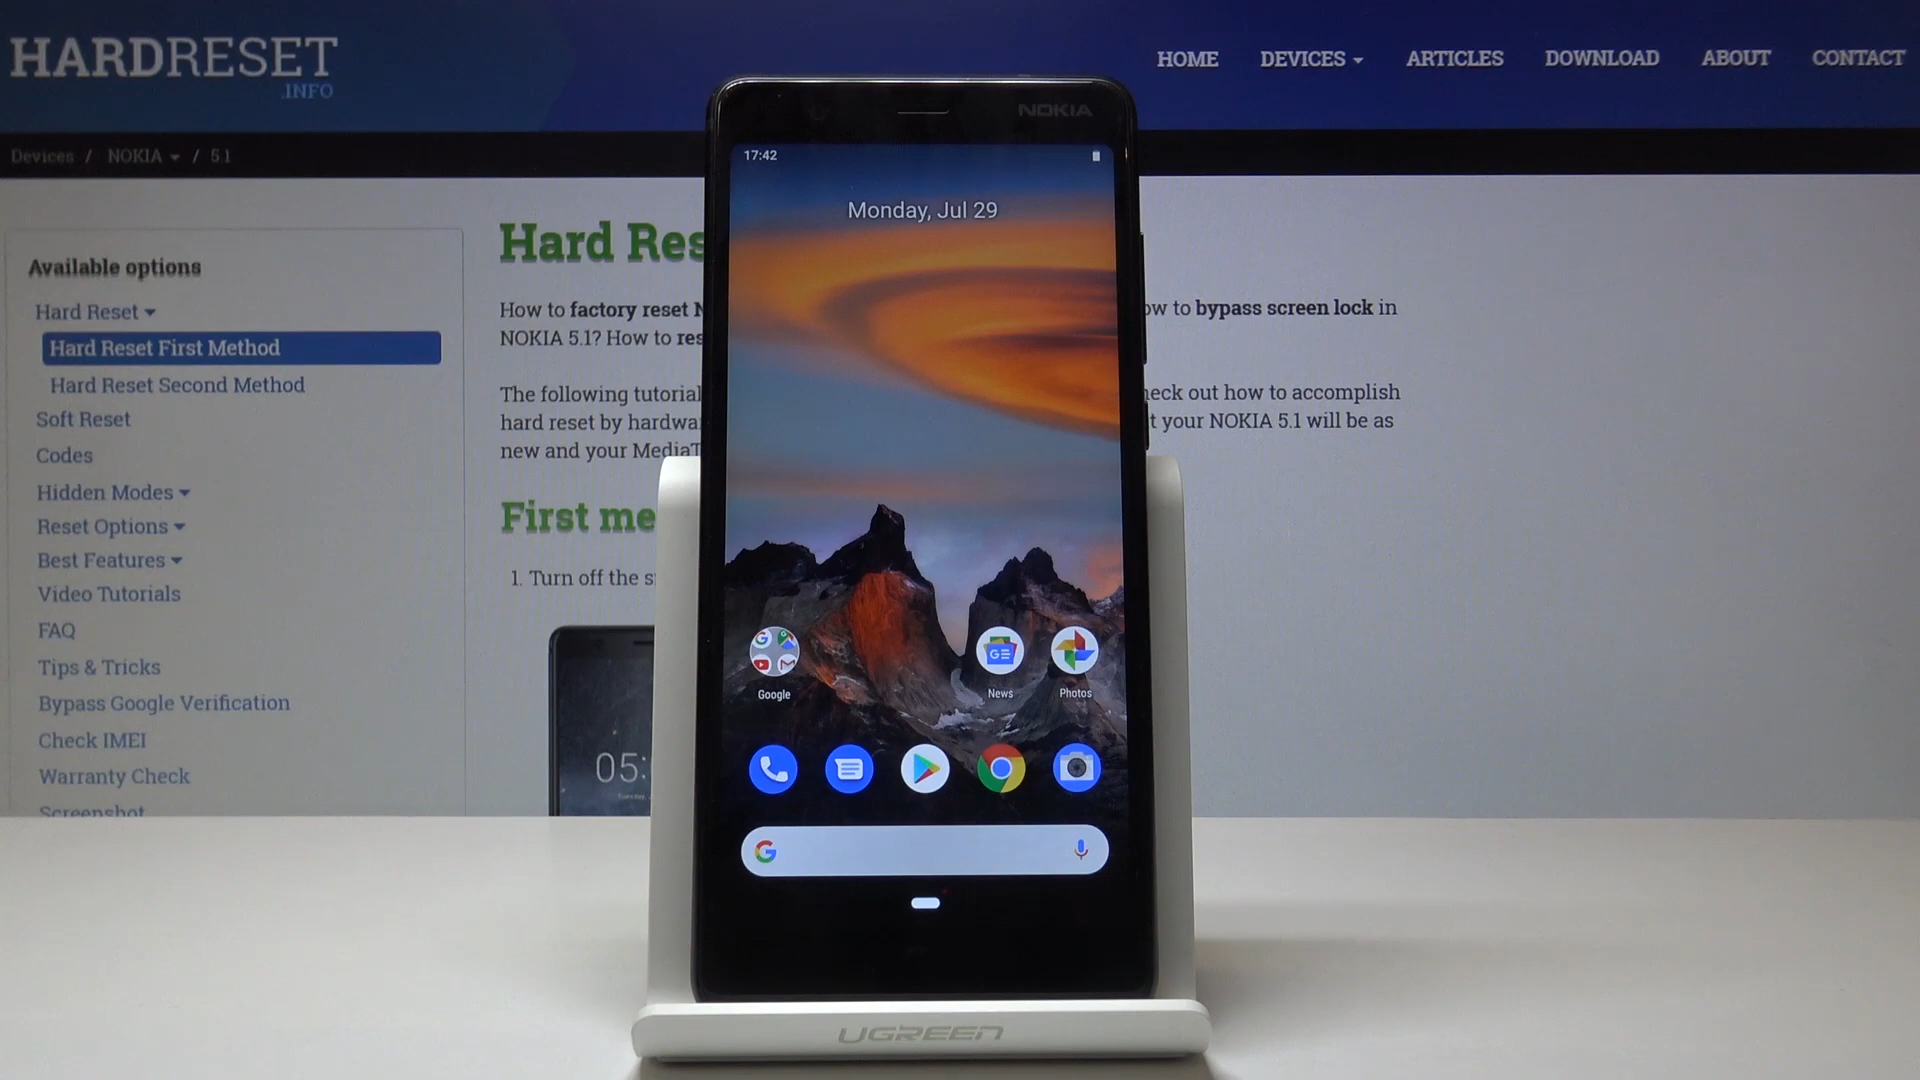 HARDRESET
.INFO
HOME DEVICES ARTICLES DOWNLOAD ABOUT CONTACT
Devices / NOKIA / 5.1
Available options
Hard Reset
Hard Reset First Method
Hard Reset Second Method
Soft Reset
Codes
Hidden Modes
Reset Options
Best Features
Video Tutorials
FAQ
Tips & Tricks
Bypass Google Verification
Check IMEI
Warranty Check
Screenshot
Hard Res
How to factory reset
ow to bypass screen lock in
NOKIA 5.1? How to res
The following tutorial
heck out how to accomplish
hard reset by hardwa
t your NOKIA 5.1 will be as
new and your MediaT
First me
1. Turn off the s
05:
NOKIA
17:42
Monday, Jul 29
Google
News
Photos
UGREEN